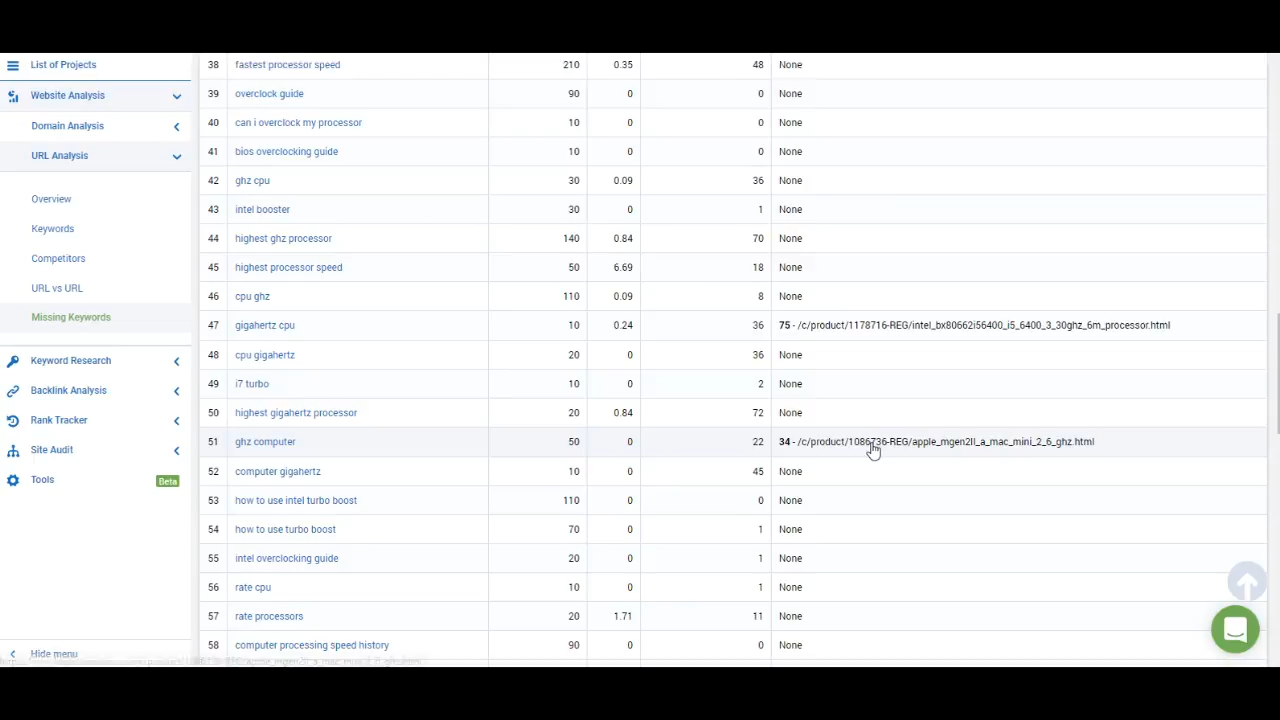 List of Projects
Website Analysis
Domain Analysis
URL Analysis
Overview
Keywords
Competitors
URL vs URL
Missing Keywords
Keyword Research
Backlink Analysis
Rank Tracker
Site Audit
Tools Beta
Hide menu
38 fastest processor speed 210 0.35 48 None
39 overclock guide 90 0 0 None
40 can i overclock my processor 10 0 0 None
41 bios overclocking guide 10 0 0 None
42 ghz cpu 30 0.09 36 None
43 intel booster 30 0 1 None
44 highest ghz processor 140 0.84 70 None
45 highest processor speed 50 6.69 18 None
46 cpu ghz 110 0.09 8 None
47 gigahertz cpu 10 0.24 36 75 - /c/product/1178716-REG/intel_bx80662i56400_i5_6400_3_30ghz_6m_processor.html
48 cpu gigahertz 20 0 36 None
49 i7 turbo 10 0 2 None
50 highest gigahertz processor 20 0.84 72 None
51 ghz computer 50 0 22 34 - /c/product/1086736-REG/apple_mgen2ll_a_mac_mini_2_6_ghz.html
52 computer gigahertz 10 0 45 None
53 how to use intel turbo boost 110 0 0 None
54 how to use turbo boost 70 0 1 None
55 intel overclocking guide 20 0 1 None
56 rate cpu 10 0 1 None
57 rate processors 20 1.71 11 None
58 computer processing speed history 90 0 0 None